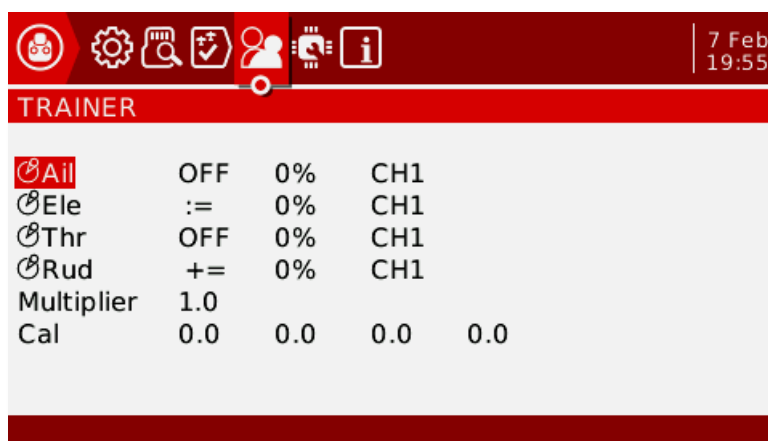 7 Feb
19:55
TRAINER
Ail OFF 0% CH1
Ele := 0% CH1
Thr OFF 0% CH1
Rud += 0% CH1
Multiplier 1.0
Cal 0.0 0.0 0.0 0.0